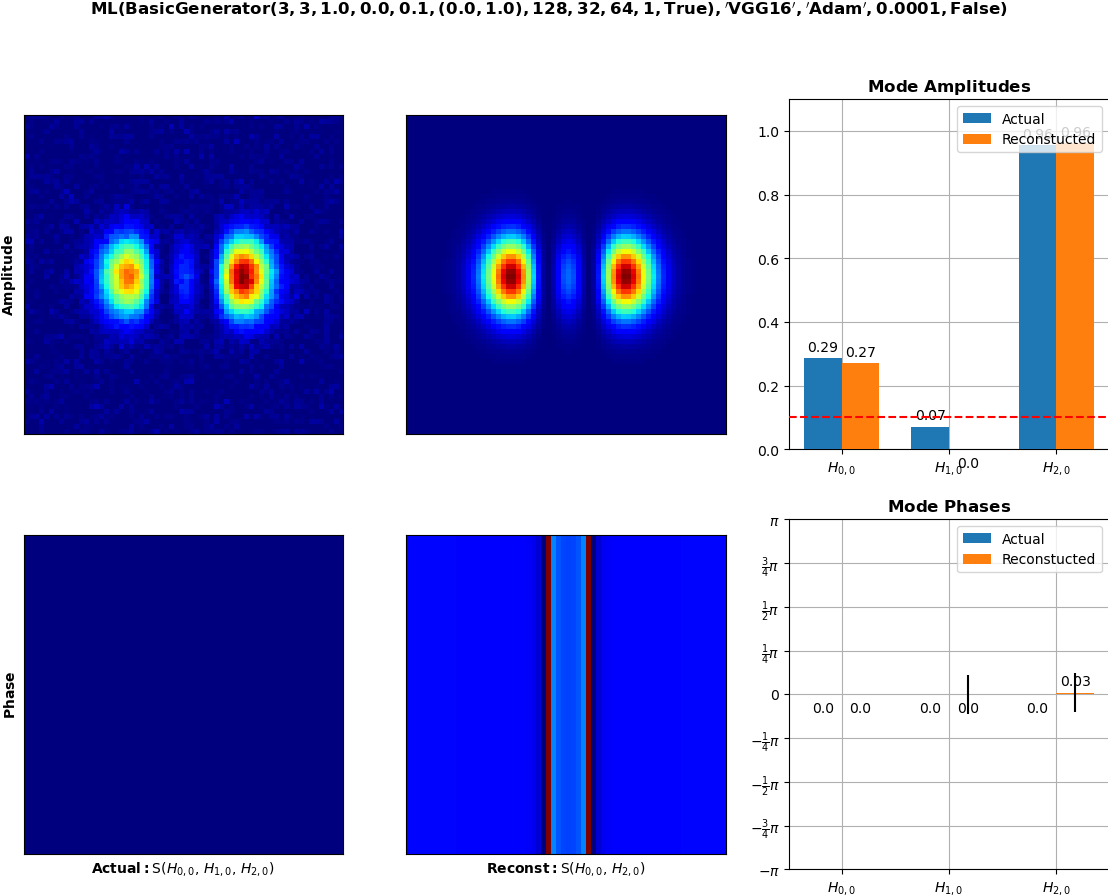 ML(BasicGenerator(3, 3, 1.0, 0.0, 0.1, (0.0, 1.0), 128, 32, 64, 1, True), ′VGG16′, ′Adam′, 0.0001, False)
Mode Amplitudes
Actual
Reconstucted
1.0
0.8
0.6
0.4
0.2
0.0
0.29
0.27
0.07
0.0
0.96
0.96
H0,0
H1,0
H2,0
Amplitude
Mode Phases
Actual
Reconstucted
π
3/4π
1/2π
1/4π
0
−1/4π
−1/2π
−3/4π
−π
0.0
0.0
0.0
0.0
0.0
0.03
H0,0
H1,0
H2,0
Phase
Actual: S(H0,0, H1,0, H2,0)
Reconst: S(H0,0, H2,0)